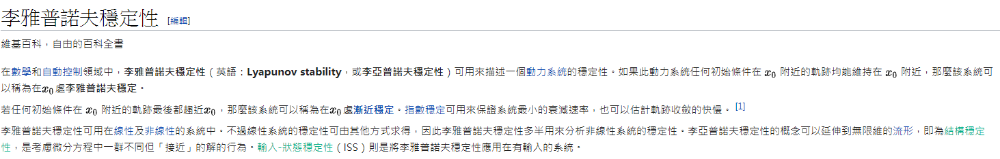 李雅普諾夫穩定性 [編輯]
維基百科，自由的百科全書
在數學和自動控制領域中，李雅普諾夫穩定性（英語：Lyapunov stability，或李亞普諾夫穩定性）可用來描述一個動力系統的穩定性。如果此動力系統任何初始條件在 x₀ 附近的軌跡均能維持在 x₀ 附近，那麼該系統可
以稱為在x₀處李雅普諾夫穩定。
若任何初始條件在 x₀ 附近的軌跡最後都趨近x₀，那麼該系統可以稱為在x₀處漸近穩定。指數穩定可用來保證系統最小的衰減速率，也可以估計軌跡收斂的快慢。 [1]
李雅普諾夫穩定性可用在線性及非線性的系統中。不過線性系統的穩定性可由其他方式求得，因此李雅普諾夫穩定性多半用來分析非線性系統的穩定性。李亞普諾夫穩定性的概念可以延伸到無限維的流形，即為結構穩定
性，是考慮微分方程中一群不同但「接近」的解的行為。輸入-狀態穩定性（ISS）則是將李雅普諾夫穩定性應用在有輸入的系統。